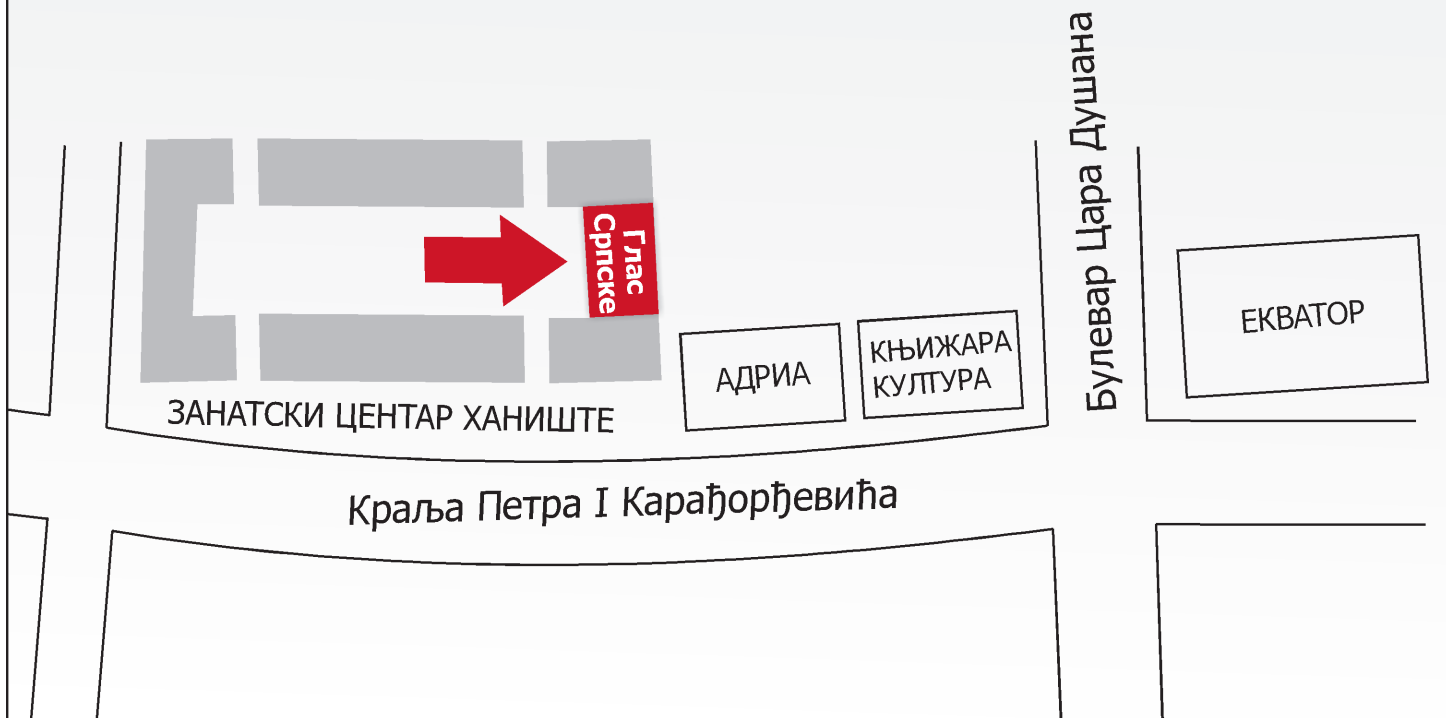 Булевар Цара Душана
Глас
Српске
ЕКВАТОР
КЊИЖАРА
КУЛТУРА
АДРИА
ЗАНАТСКИ ЦЕНТАР ХАНИШТЕ
Краља Петра I Карађорђевића